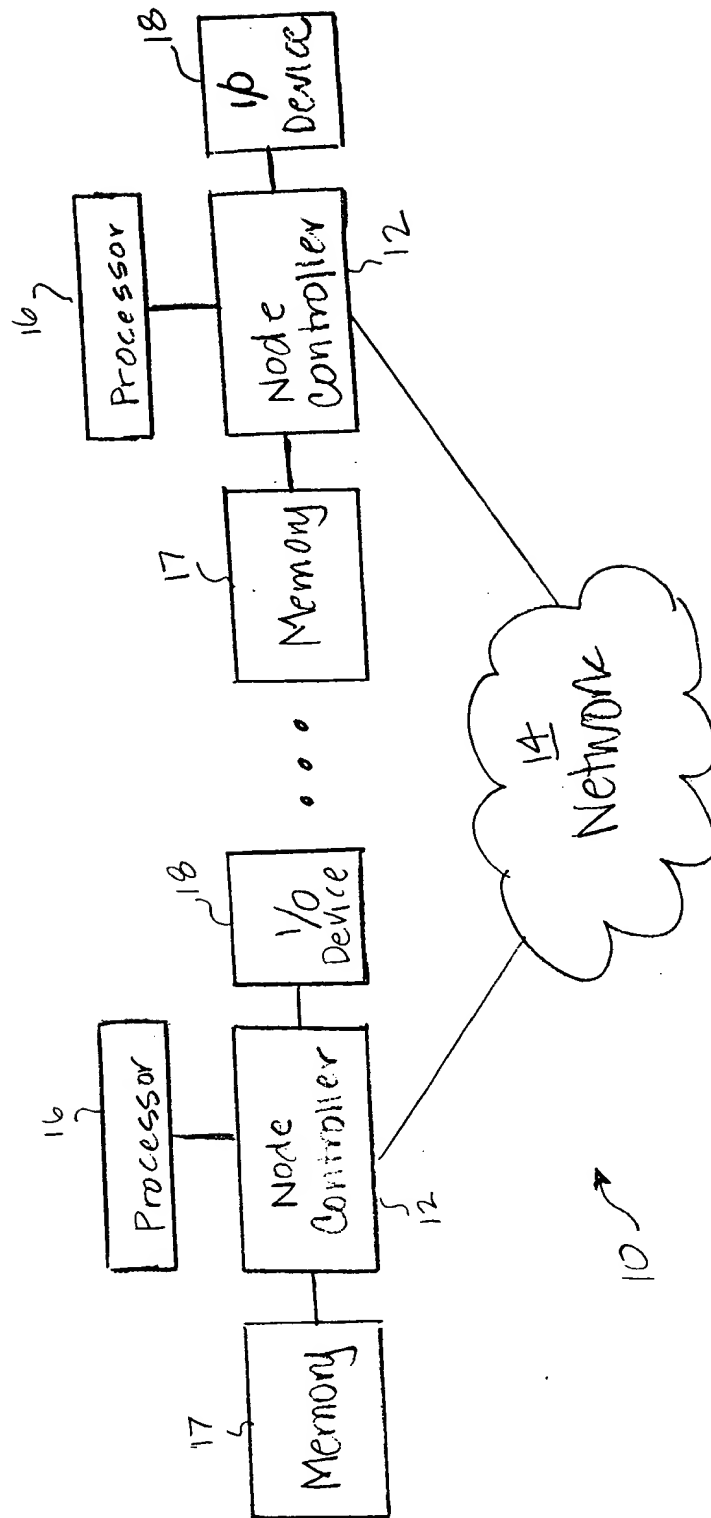 16
Processor
17
Memory
Node
Controller
12
18
I/O
Device
16
Processor
17
Memory
Node
Controller
12
18
I/O
Device
14
Network
10